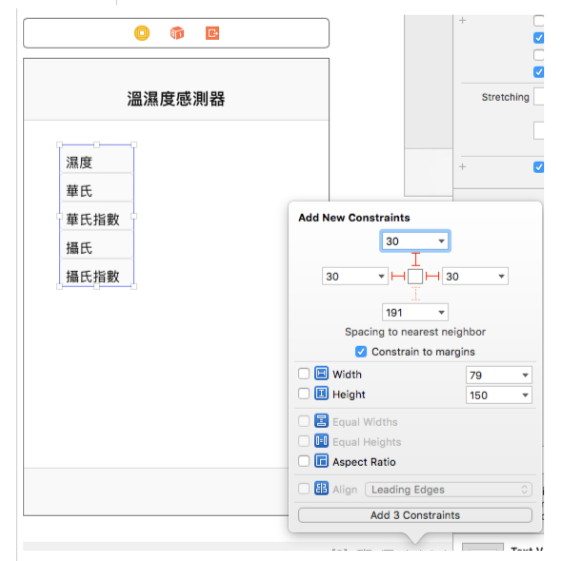 溫濕度感測器
Stretching
濕度
華氏
華氏指數
攝氏
攝氏指數
Add New Constraints
30
30
30
191
Spacing to nearest neighbor
Constrain to margins
Width
79
Height
150
Equal Widths
Equal Heights
Aspect Ratio
Align
Leading Edges
Add 3 Constraints